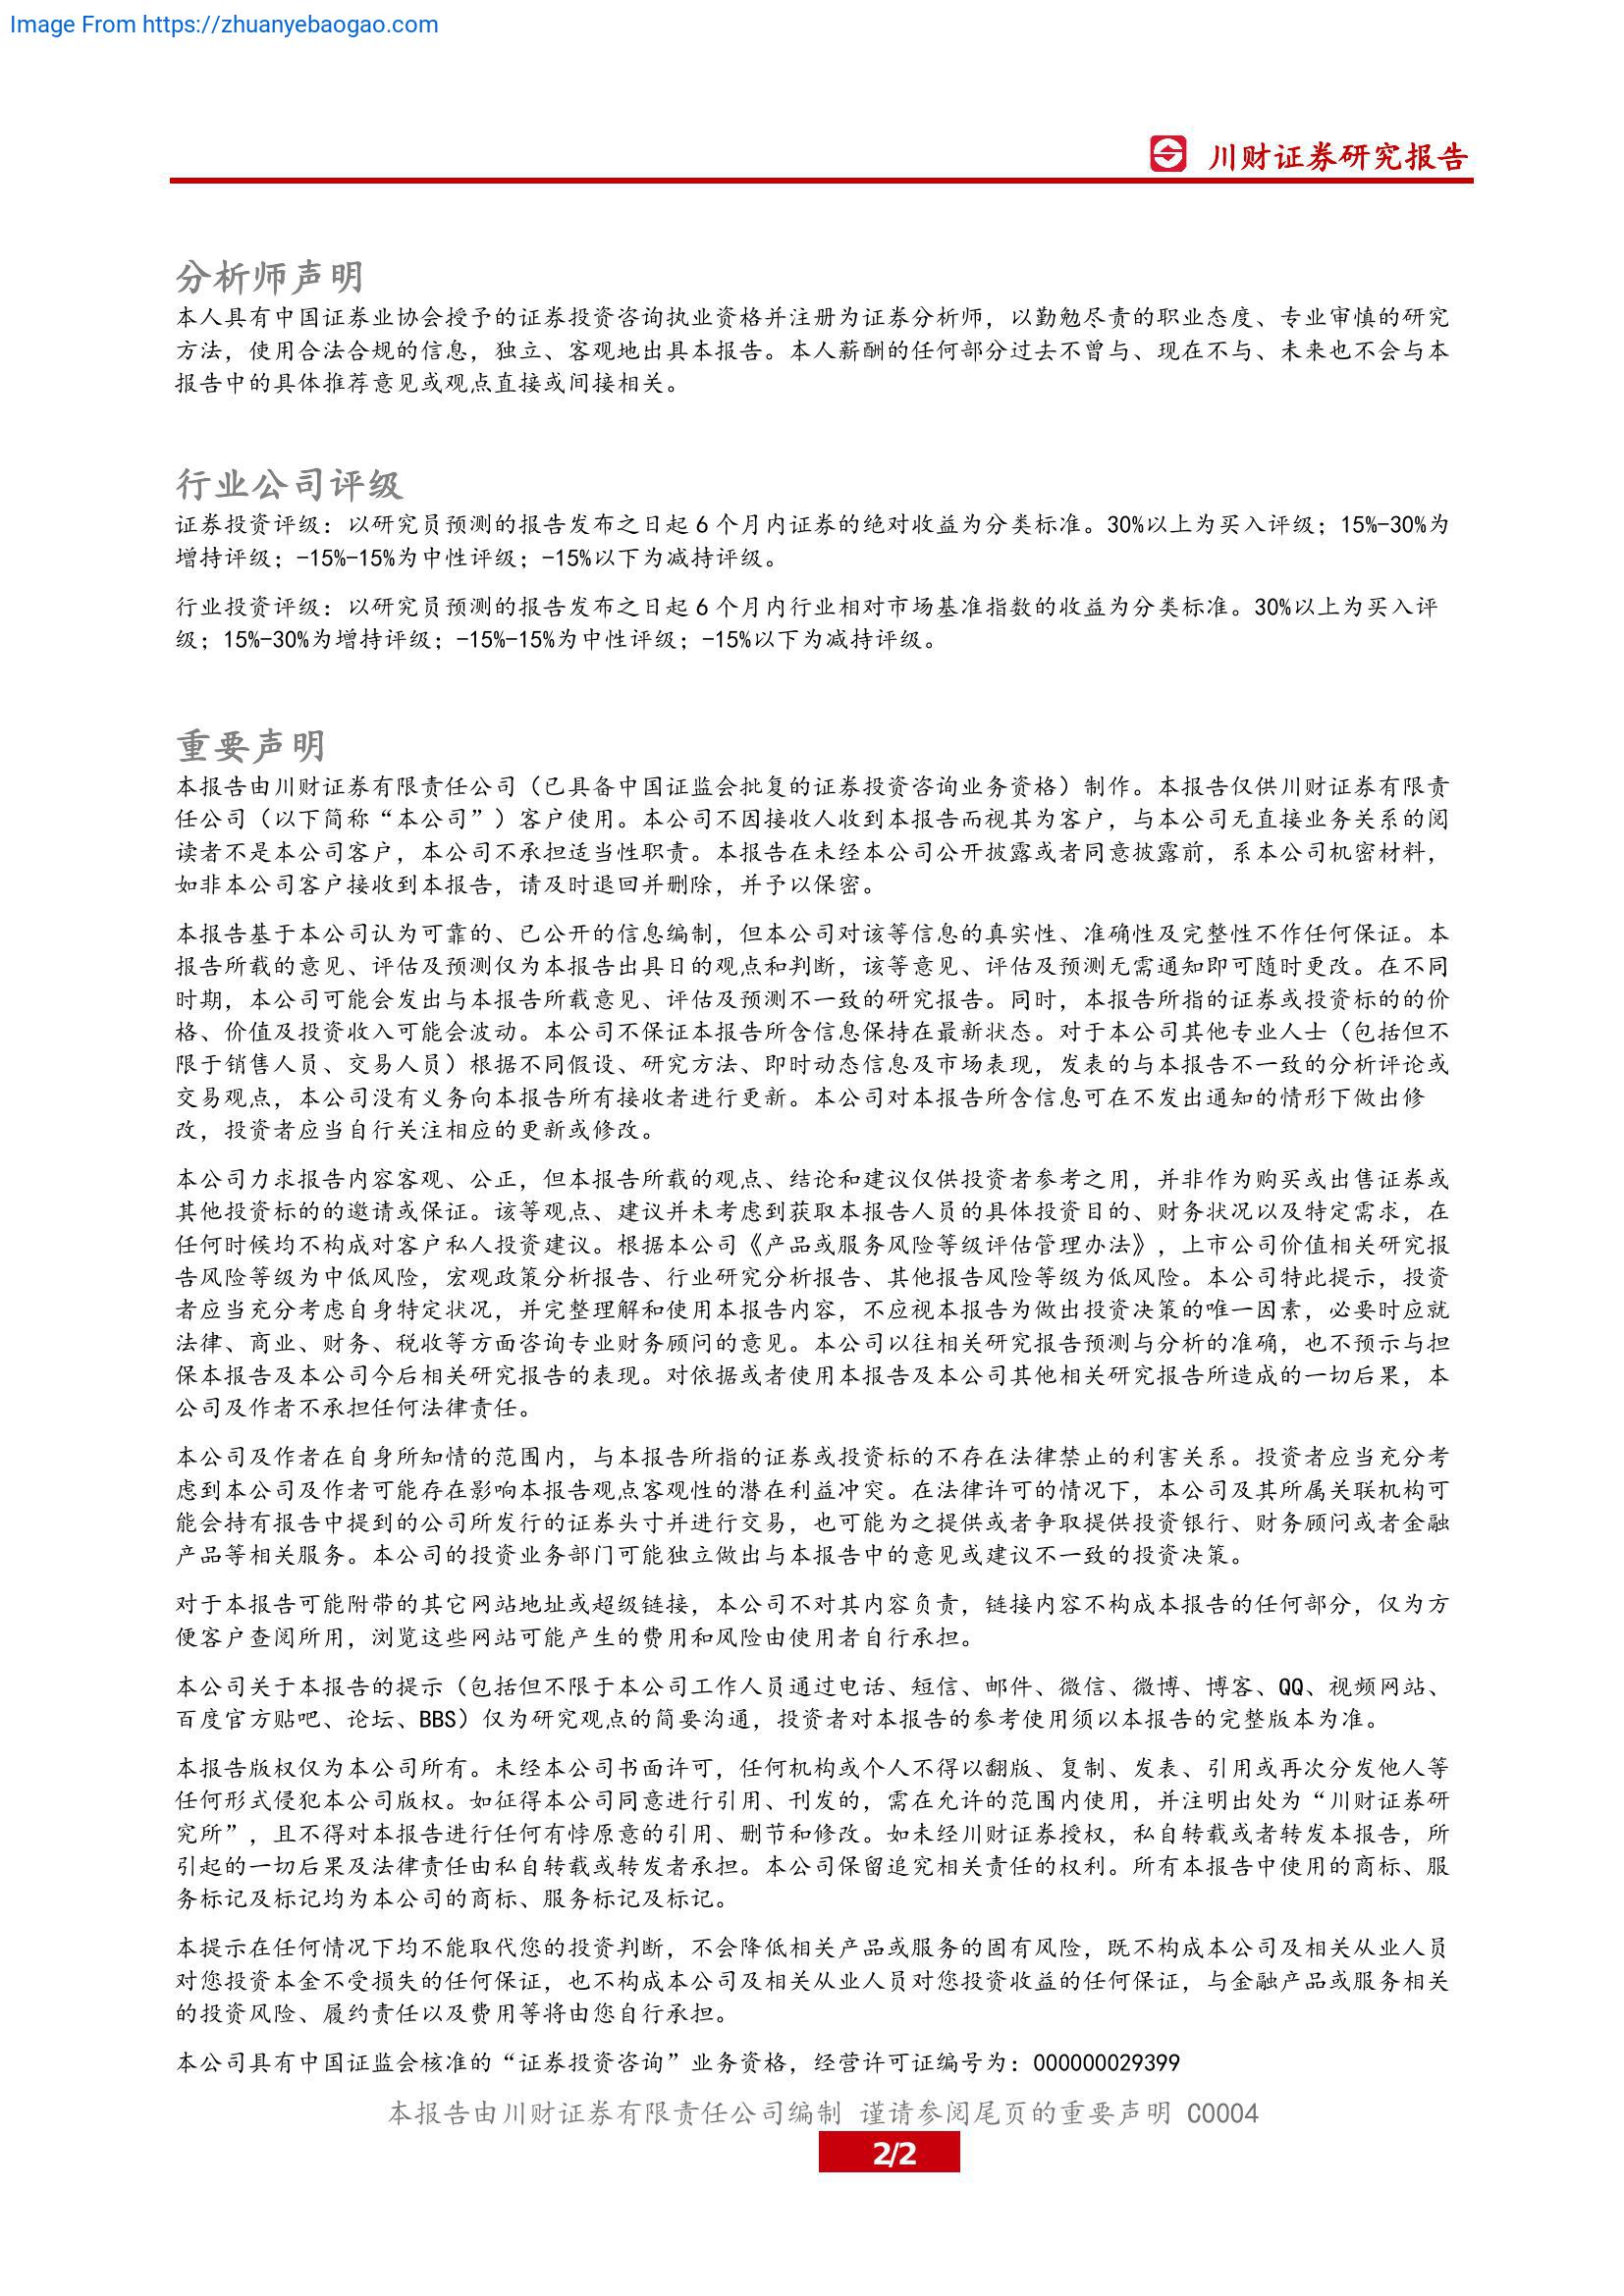 Image From https://zhuanyebaogao.com
川财证券研究报告
分析师声明
本人具有中国证券业协会授予的证券投资咨询执业资格并注册为证券分析师，以勤勉尽责的职业态度、专业审慎的研究
方法，使用合法合规的信息，独立、客观地出具本报告。本人薪酬的任何部分过去不曾与、现在不与、未来也不会与本
报告中的具体推荐意见或观点直接或间接相关。
行业公司评级
证券投资评级：以研究员预测的报告发布之日起 6 个月内证券的绝对收益为分类标准。30%以上为买入评级；15%-30%为
增持评级；-15%-15%为中性评级；-15%以下为减持评级。
行业投资评级：以研究员预测的报告发布之日起 6 个月内行业相对市场基准指数的收益为分类标准。30%以上为买入评
级；15%-30%为增持评级；-15%-15%为中性评级；-15%以下为减持评级。
重要声明
本报告由川财证券有限责任公司（已具备中国证监会批复的证券投资咨询业务资格）制作。本报告仅供川财证券有限责
任公司（以下简称“本公司”）客户使用。本公司不因接收人收到本报告而视其为客户，与本公司无直接业务关系的阅
读者不是本公司客户，本公司不承担适当性职责。本报告在未经本公司公开披露或者同意披露前，系本公司机密材料，
如非本公司客户接收到本报告，请及时退回并删除，并予以保密。
本报告基于本公司认为可靠的、已公开的信息编制，但本公司对该等信息的真实性、准确性及完整性不作任何保证。本
报告所载的意见、评估及预测仅为本报告出具日的观点和判断，该等意见、评估及预测无需通知即可随时更改。在不同
时期，本公司可能会发出与本报告所载意见、评估及预测不一致的研究报告。同时，本报告所指的证券或投资标的的价
格、价值及投资收入可能会波动。本公司不保证本报告所含信息保持在最新状态。对于本公司其他专业人士（包括但不
限于销售人员、交易人员）根据不同假设、研究方法、即时动态信息及市场表现，发表的与本报告不一致的分析评论或
交易观点，本公司没有义务向本报告所有接收者进行更新。本公司对本报告所含信息可在不发出通知的情形下做出修
改，投资者应当自行关注相应的更新或修改。
本公司力求报告内容客观、公正，但本报告所载的观点、结论和建议仅供投资者参考之用，并非作为购买或出售证券或
其他投资标的的邀请或保证。该等观点、建议并未考虑到获取本报告人员的具体投资目的、财务状况以及特定需求，在
任何时候均不构成对客户私人投资建议。根据本公司《产品或服务风险等级评估管理办法》，上市公司价值相关研究报
告风险等级为中低风险，宏观政策分析报告、行业研究分析报告、其他报告风险等级为低风险。本公司特此提示，投资
者应当充分考虑自身特定状况，并完整理解和使用本报告内容，不应视本报告为做出投资决策的唯一因素，必要时应就
法律、商业、财务、税收等方面咨询专业财务顾问的意见。本公司以往相关研究报告预测与分析的准确，也不预示与担
保本报告及本公司今后相关研究报告的表现。对依据或者使用本报告及本公司其他相关研究报告所造成的一切后果，本
公司及作者不承担任何法律责任。
本公司及作者在自身所知情的范围内，与本报告所指的证券或投资标的不存在法律禁止的利害关系。投资者应当充分考
虑到本公司及作者可能存在影响本报告观点客观性的潜在利益冲突。在法律许可的情况下，本公司及其所属关联机构可
能会持有报告中提到的公司所发行的证券头寸并进行交易，也可能为之提供或者争取提供投资银行、财务顾问或者金融
产品等相关服务。本公司的投资业务部门可能独立做出与本报告中的意见或建议不一致的投资决策。
对于本报告可能附带的其它网站地址或超级链接，本公司不对其内容负责，链接内容不构成本报告的任何部分，仅为方
便客户查阅所用，浏览这些网站可能产生的费用和风险由使用者自行承担。
本公司关于本报告的提示（包括但不限于本公司工作人员通过电话、短信、邮件、微信、微博、博客、QQ、视频网站、
百度官方贴吧、论坛、BBS）仅为研究观点的简要沟通，投资者对本报告的参考使用须以本报告的完整版本为准。
本报告版权仅为本公司所有。未经本公司书面许可，任何机构或个人不得以翻版、复制、发表、引用或再次分发他人等
任何形式侵犯本公司版权。如征得本公司同意进行引用、刊发的，需在允许的范围内使用，并注明出处为“川财证券研
究所”，且不得对本报告进行任何有悖原意的引用、删节和修改。如未经川财证券授权，私自转载或者转发本报告，所
引起的一切后果及法律责任由私自转载或转发者承担。本公司保留追究相关责任的权利。所有本报告中使用的商标、服
务标记及标记均为本公司的商标、服务标记及标记。
本提示在任何情况下均不能取代您的投资判断，不会降低相关产品或服务的固有风险，既不构成本公司及相关从业人员
对您投资本金不受损失的任何保证，也不构成本公司及相关从业人员对您投资收益的任何保证，与金融产品或服务相关
的投资风险、履约责任以及费用等将由您自行承担。
本公司具有中国证监会核准的“证券投资咨询”业务资格，经营许可证编号为：000000029399
本报告由川财证券有限责任公司编制 谨请参阅尾页的重要声明 C0004
2/2